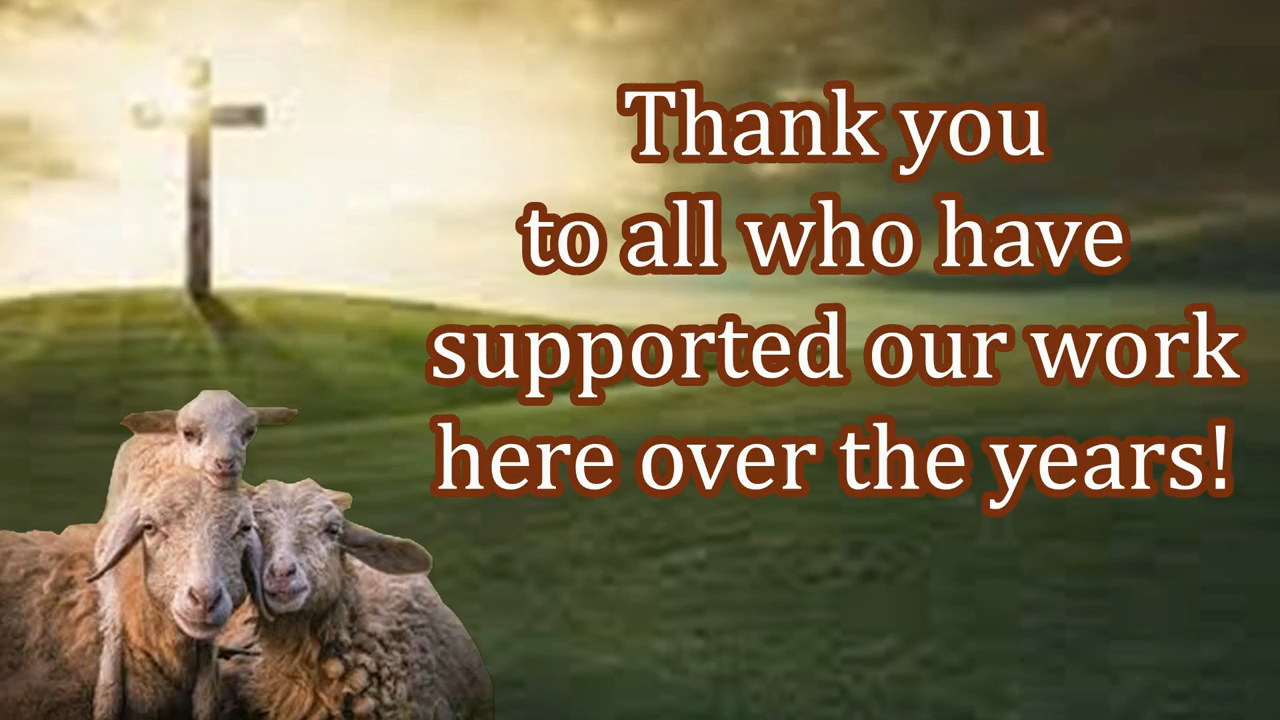 Thank you
to all who have
supported our work
here over the years!